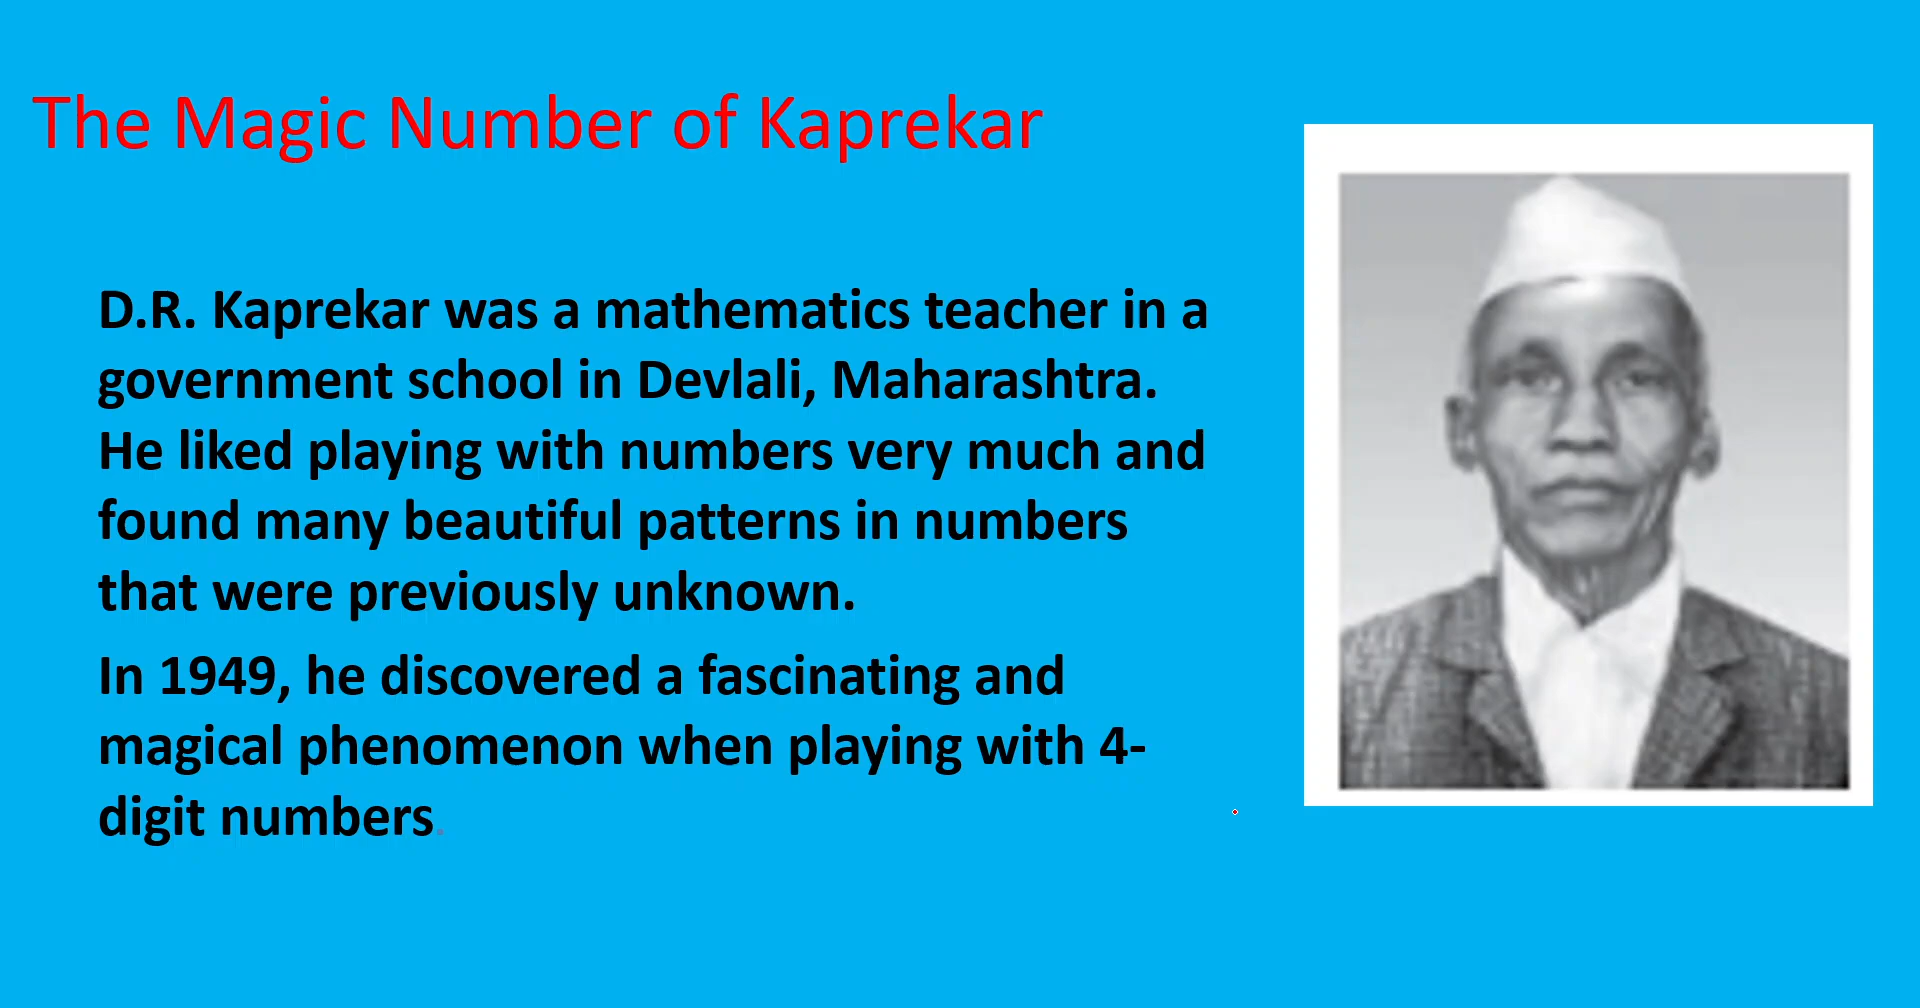 The Magic Number of Kaprekar
D.R. Kaprekar was a mathematics teacher in a
government school in Devlali, Maharashtra.
He liked playing with numbers very much and
found many beautiful patterns in numbers
that were previously unknown.
In 1949, he discovered a fascinating and
magical phenomenon when playing with 4-
digit numbers.